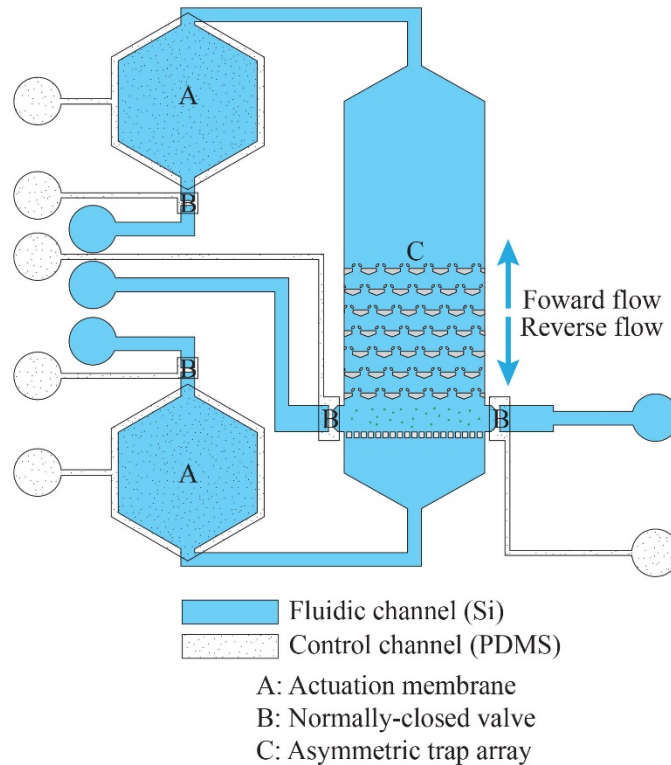 A
B
C
Foward flow
Reverse flow
B
B
B
A
Fluidic channel (Si)
Control channel (PDMS)
A: Actuation membrane
B: Normally-closed valve
C: Asymmetric trap array